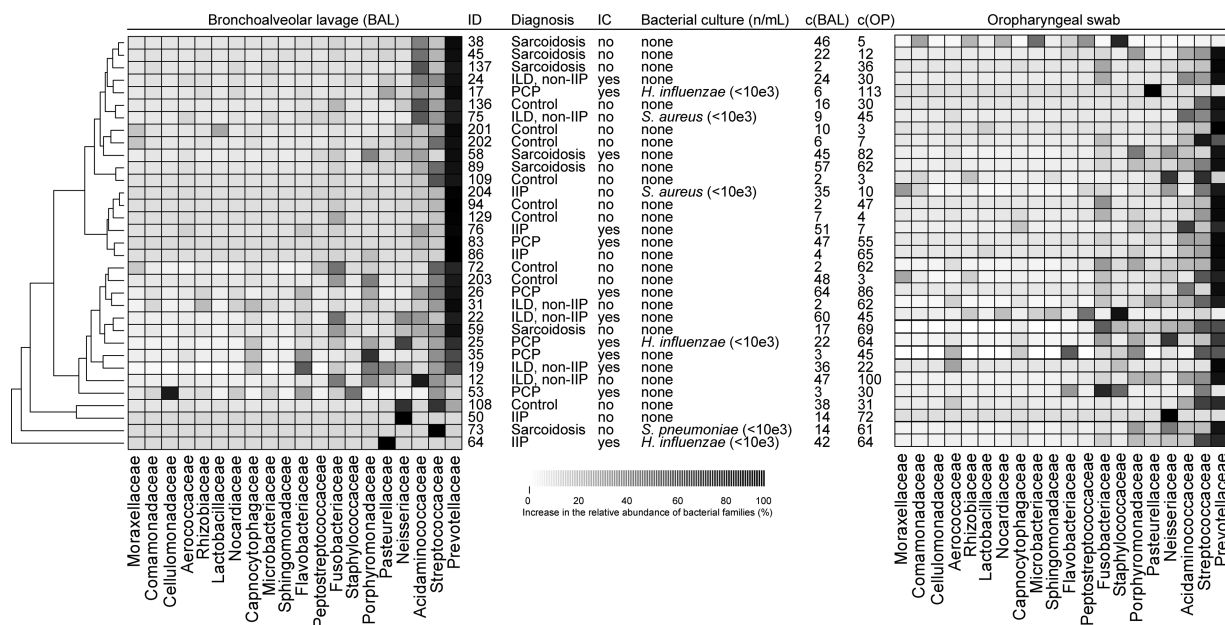 Bronchoalveolar lavage (BAL) ID Diagnosis IC Bacterial culture (n/mL) c(BAL) c(OP) Oropharyngeal swab
38 Sarcoidosis no none 46 5
45 Sarcoidosis no none 22 12
137 Sarcoidosis no none 2 36
24 ILD, non-IIP yes none 24 30
17 PCP yes H. influenzae (<10e3) 6 113
136 Control no none 16 30
75 ILD, non-IIP no S. aureus (<10e3) 9 45
201 Control no none 10 3
202 Control no none 6 7
58 Sarcoidosis yes none 45 82
89 Sarcoidosis no none 57 62
109 Control no none 2 3
204 IIP no S. aureus (<10e3) 35 10
94 Control no none 2 47
129 Control no none 7 4
76 IIP yes none 51 7
83 PCP yes none 47 55
86 IIP no none 4 65
72 Control no none 2 62
203 Control no none 48 3
26 PCP yes none 64 86
31 ILD, non-IIP no none 2 62
22 ILD, non-IIP yes none 60 45
59 Sarcoidosis no none 17 69
25 PCP yes H. influenzae (<10e3) 22 64
35 PCP yes none 3 45
19 ILD, non-IIP yes none 36 22
12 ILD, non-IIP no none 47 100
53 PCP yes none 3 30
108 Control no none 38 31
50 IIP no none 14 72
73 Sarcoidosis no S. pneumoniae (<10e3) 14 61
64 IIP yes H. influenzae (<10e3) 42 64
Moraxellaceae
Comamonadaceae
Cellulomonadaceae
Aerococcaceae
Rhizobiaceae
Lactobacillaceae
Nocardiaceae
Capnocytophagaceae
Microbacteriaceae
Sphingomonadaceae
Flavobacteriaceae
Peptostreptococcaceae
Fusobacteriaceae
Staphylococcaceae
Porphyromonadaceae
Pasteurellaceae
Neisseriaceae
Acidaminococcaceae
Streptococcaceae
Prevotellaceae
0 20 40 60 80 100
Increase in the relative abundance of bacterial families (%)
Moraxellaceae
Comamonadaceae
Cellulomonadaceae
Aerococcaceae
Rhizobiaceae
Lactobacillaceae
Nocardiaceae
Capnocytophagaceae
Microbacteriaceae
Sphingomonadaceae
Flavobacteriaceae
Peptostreptococcaceae
Fusobacteriaceae
Staphylococcaceae
Porphyromonadaceae
Pasteurellaceae
Neisseriaceae
Acidaminococcaceae
Streptococcaceae
Prevotellaceae